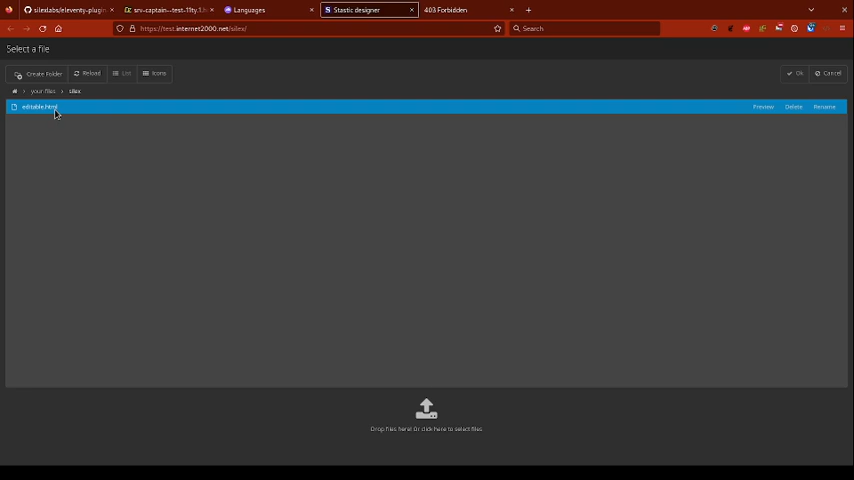 silexlabs/eleventy-plugin
srv-captain--test-11ty.1.h
Languages
Stastic designer
403 Forbidden
https://test.internet2000.net/silex/
Search
Select a file
Create Folder
Reload
List
Icons
Ok
Cancel
your files
silex
editable.html
Preview
Delete
Rename
Drop files here! Or click here to select files